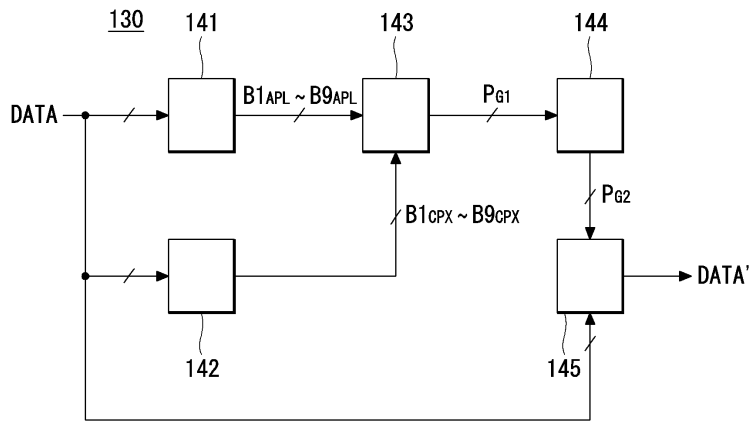 130
141
143
144
DATA
B1APL ~ B9APL
PG1
B1CPX ~ B9CPX
PG2
DATA'
142
145